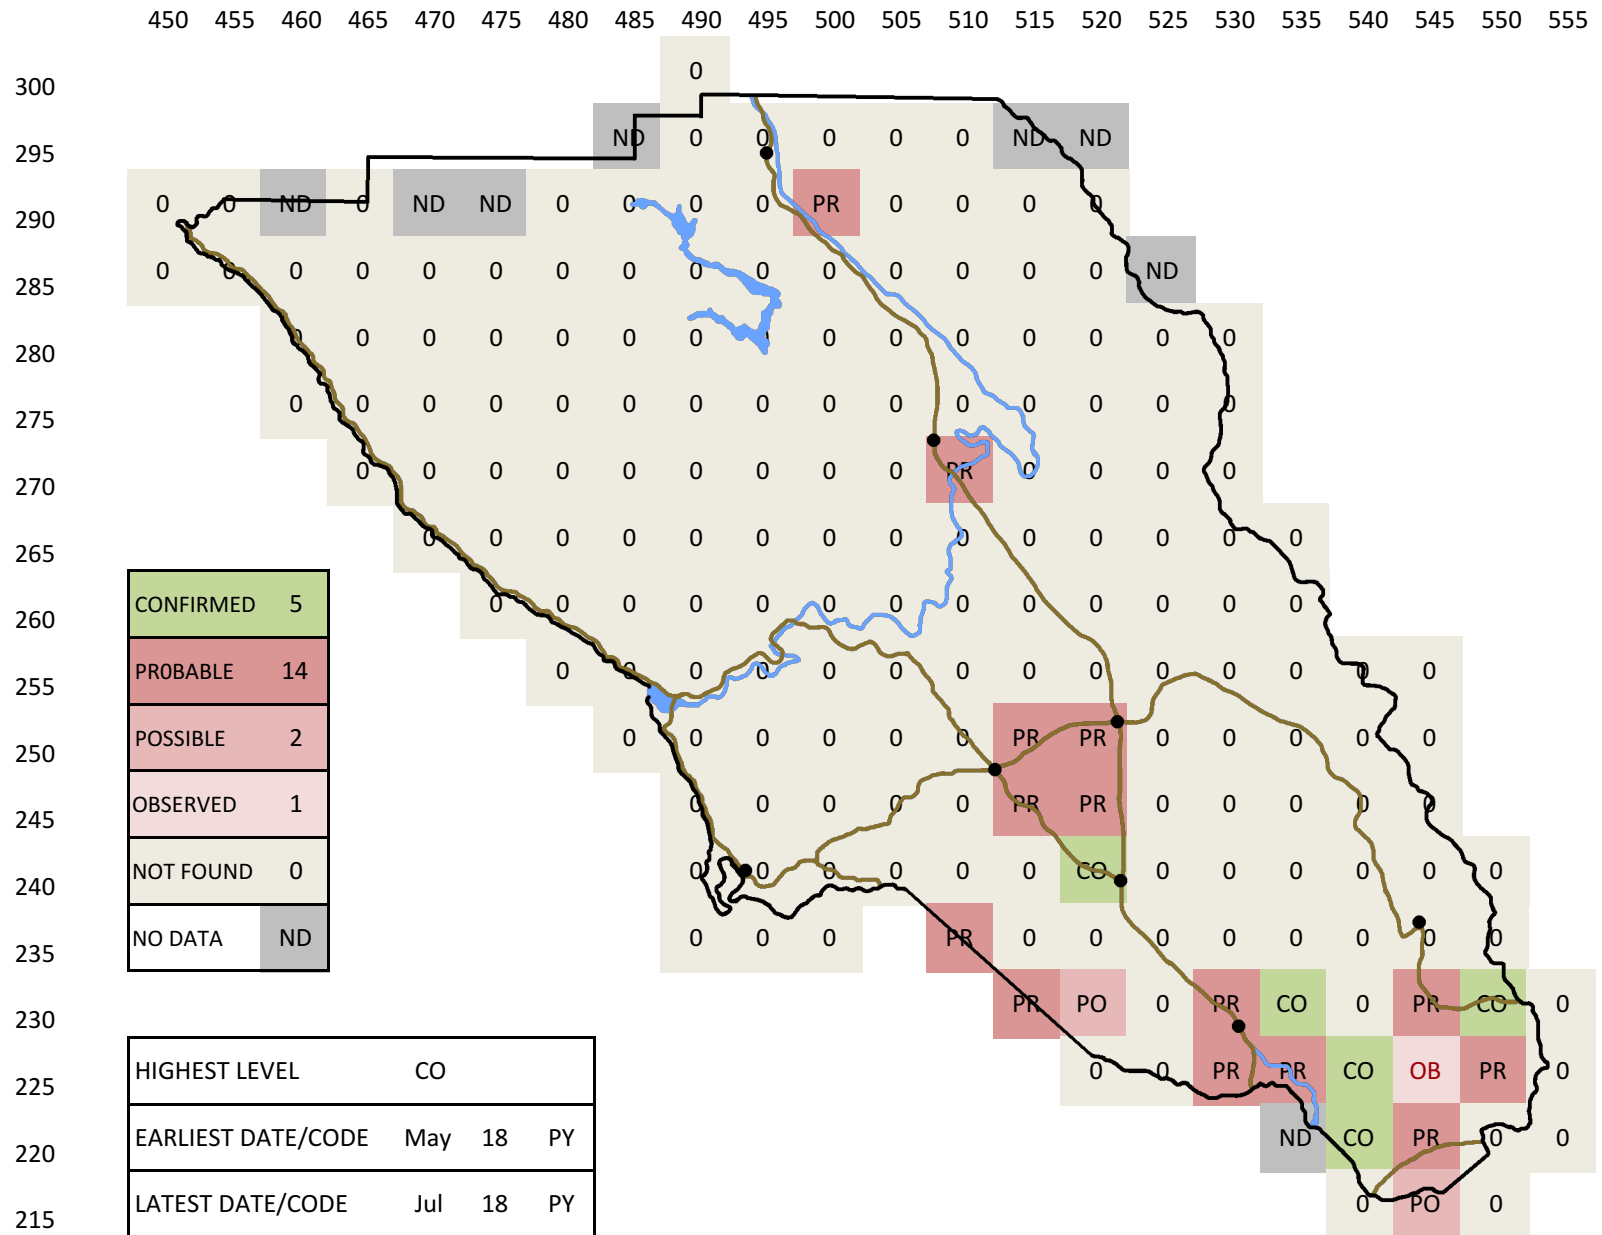 450 455 460 465 470 475 480 485 490 495 500 505 510 515 520 525 530 535 540 545 550 555
0
300
ND 0 0 0 0 0 ND ND
295
0 0 ND 0 ND ND 0 0 0 0 PR 0 0 0 0
290
0 0 0 0 0 0 0 0 0 0 0 0 0 0 0 ND
285
0 0 0 0 0 0 0 0 0 0 0 0 0 0 0
280
0 0 0 0 0 0 0 0 0 0 0 0 0 0 0
275
0 0 0 0 0 0 0 0 0 PR 0 0 0 0
270
0 0 0 0 0 0 0 0 0 0 0 0 0 0
265
CONFIRMED 5 0 0 0 0 0 0 0 0 0 0 0 0 0
260
PR0BABLE 14 0 0 0 0 0 0 0 0 0 0 0 0 0 0
255
POSSIBLE 2 0 0 0 0 0 0 PR PR 0 0 0 0 0
250
OBSERVED 1 0 0 0 0 0 PR PR 0 0 0 0 0
245
NOT FOUND 0 0 0 0 0 0 0 CO 0 0 0 0 0 0
240
NO DATA ND 0 0 0 PR 0 0 0 0 0 0 0 0
235
PR PO 0 PR CO 0 PR CO 0
230
HIGHEST LEVEL CO 0 0 PR PR CO OB PR 0
225
EARLIEST DATE/CODE May 18 PY ND CO PR 0 0
220
LATEST DATE/CODE Jul 18 PY 0 PO 0
215